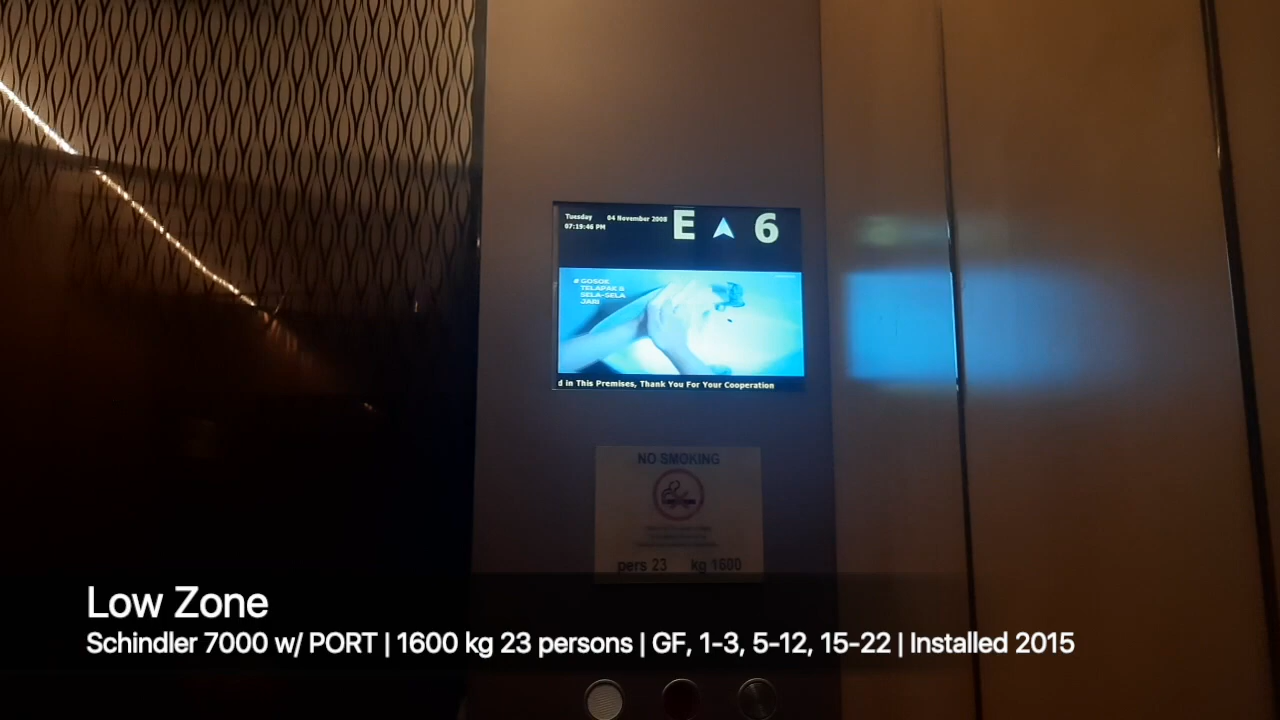 Tuesday 04 November 2008 E 6
07:19:46 PM
# GOSOK
TELAPAK &
SELA-SELA
JARI
d in This Premises, Thank You For Your Cooperation
NO SMOKING
pers 23 kg 1600
Low Zone
Schindler 7000 w/ PORT | 1600 kg 23 persons | GF, 1-3, 5-12, 15-22 | Installed 2015